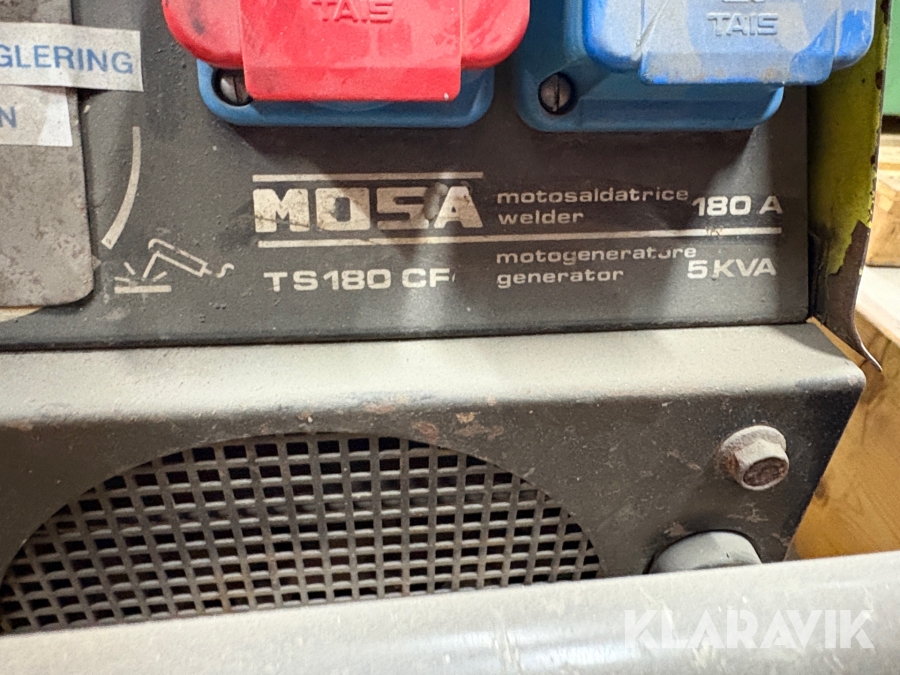 TAIS
TAIS
GLERING
N
MOSA
motosaldatrice
welder
180 A
TS180 CF
motogeneratore
generator
5KVA
KLARAVIK